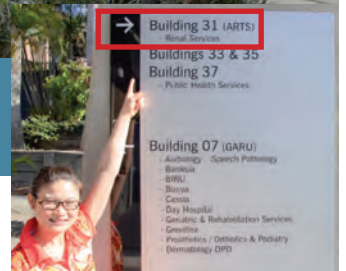 → Building 31 (ARTS)
- Renal Services
Buildings 33 & 35
Building 37
- Public Health Services
Building 07 (GARU)
- Audiology - Speech Pathology
- Banksia
- BIRU
- Bunya
- Cassia
- Day Hospital
- Geriatric & Rehabilitation Services
- Grevillea
- Prosthetics / Orthotics & Podiatry
- Dermatology OPD